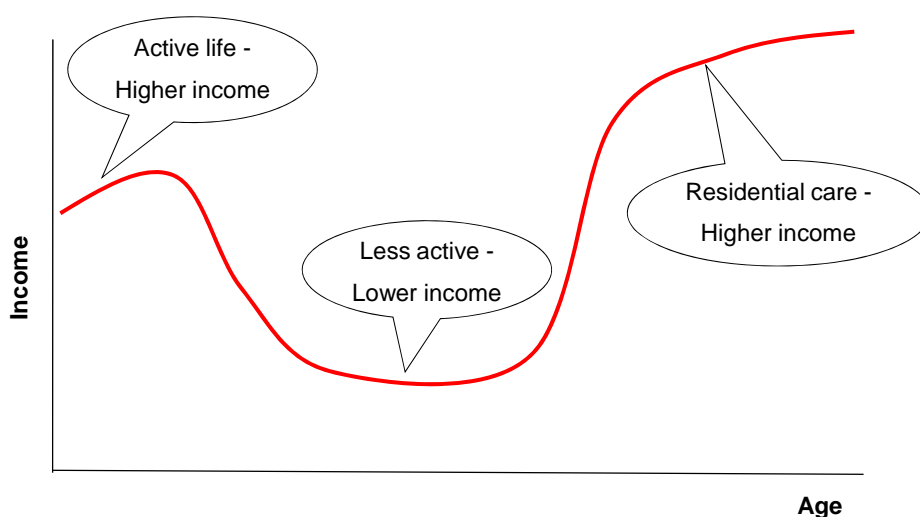 Active life -
Higher income
Less active -
Lower income
Residential care -
Higher income
Income
Age